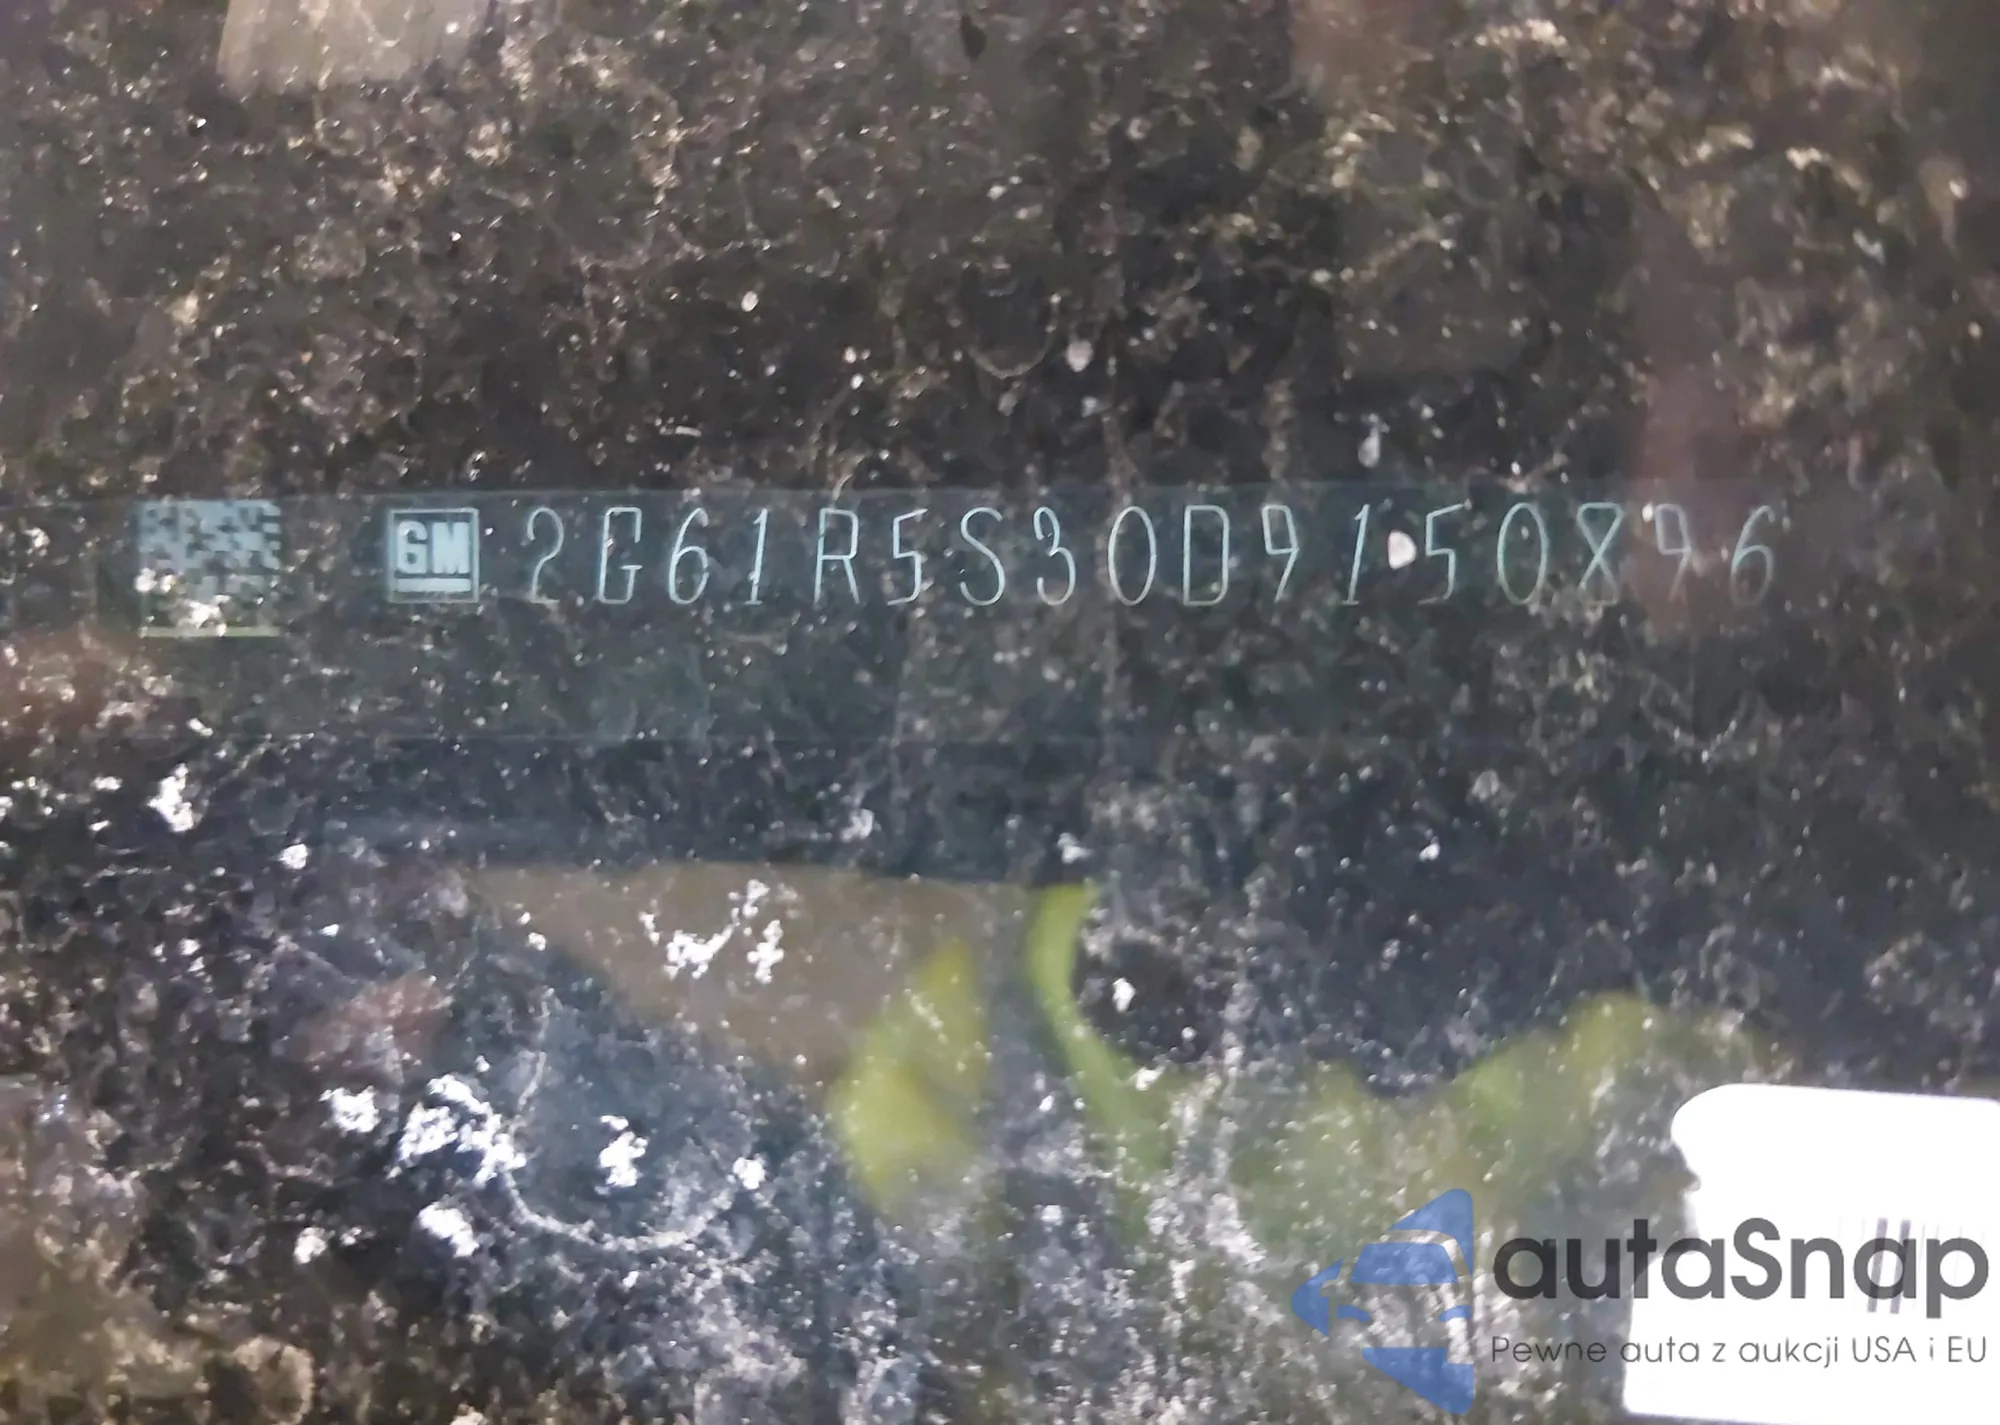 GM 2G61R5S30D9150896
autaSnap
Pewne auta z aukcji USA i EU